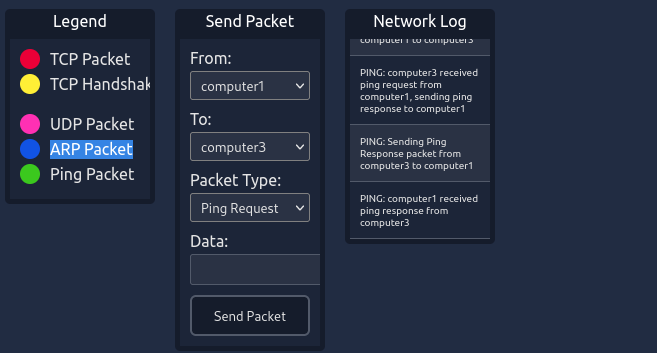 Legend
TCP Packet
TCP Handshak
UDP Packet
ARP Packet
Ping Packet
Send Packet
From:
computer1
To:
computer3
Packet Type:
Ping Request
Data:
Send Packet
Network Log
computer1 to computer3
PING: computer3 received
ping request from
computer1, sending ping
response to computer1
PING: Sending Ping
Response packet from
computer3 to computer1
PING: computer1 received
ping response from
computer3